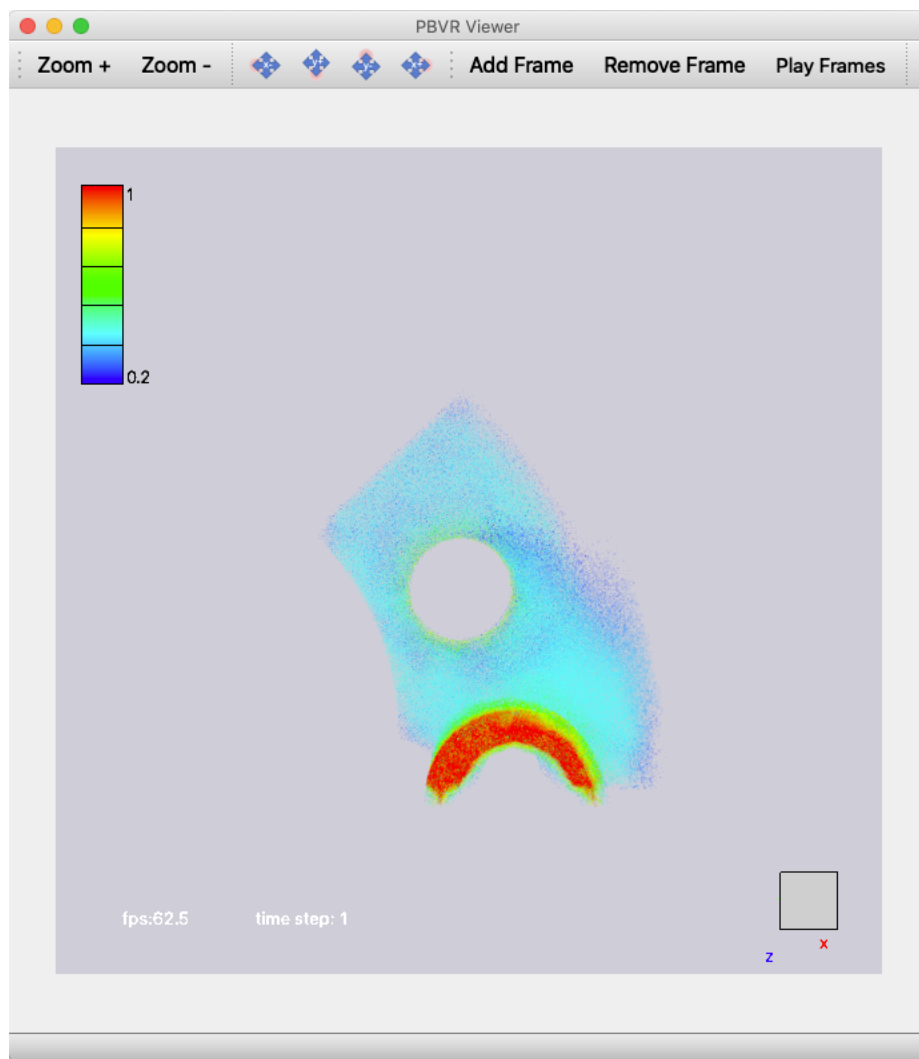 PBVR Viewer
Zoom + Zoom - x- y+ y- x+ Add Frame Remove Frame Play Frames
1
0.2
fps:62.5 time step: 1
x
z